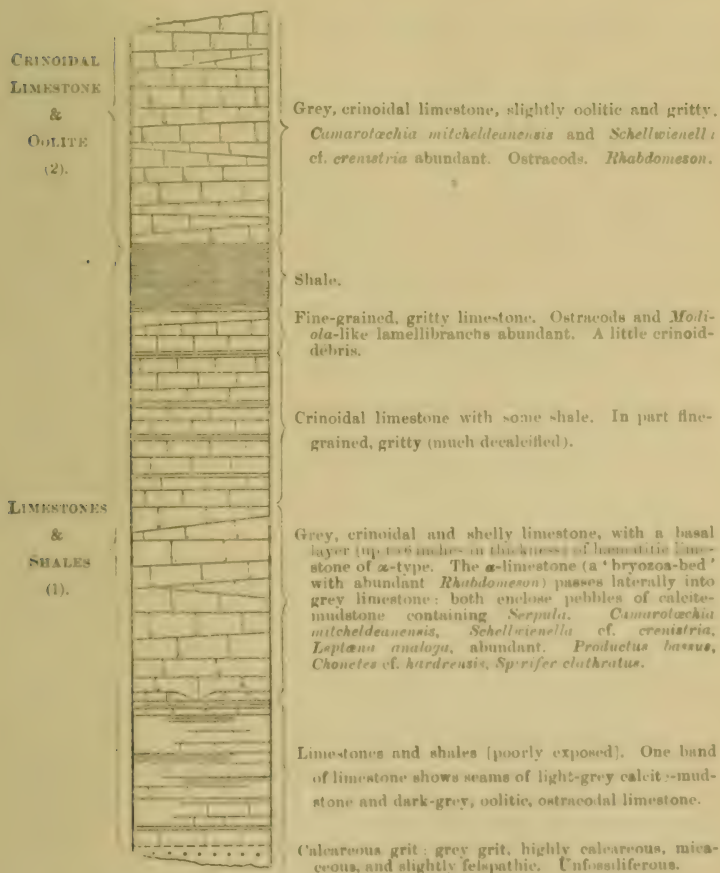 CRINOIDAL
LIMESTONE
&
OOLITE
(2).
Grey, crinoidal limestone, slightly oolitic and gritty.
Camarotœchia mitcheldeanensis and Schellwienella
cf. crenistria abundant. Ostracods. Rhabdomeson.
Shale.
Fine-grained, gritty limestone. Ostracods and Modi-
ola-like lamellibranchs abundant. A little crinoid-
debris.
Crinoidal limestone with some shale. In part fine-
grained, gritty (much decalcified).
LIMESTONES
&
SHALES
(1).
Grey, crinoidal and shelly limestone, with a basal
layer [up to 6 inches in thickness] of hæmatitic lime-
stone of α-type. The α-limestone (a ‘bryozoa-bed’
with abundant Rhabdomeson) passes laterally into
grey limestone: both enclose pebbles of calcite-
mudstone containing Serpula. Camarotœchia
mitcheldeanensis, Schellwienella cf. crenistria,
Leptæna analoga, abundant. Productus bassus,
Chonetes cf. hardrensis, Spirifer clathratus.
Limestones and shales [poorly exposed]. One band
of limestone shows seams of light-grey calcite-mud-
stone and dark-grey, oolitic, ostracodal limestone.
Calcareous grit: grey grit, highly calcareous, mica-
ceous, and slightly felspathic. Unfossiliferous.